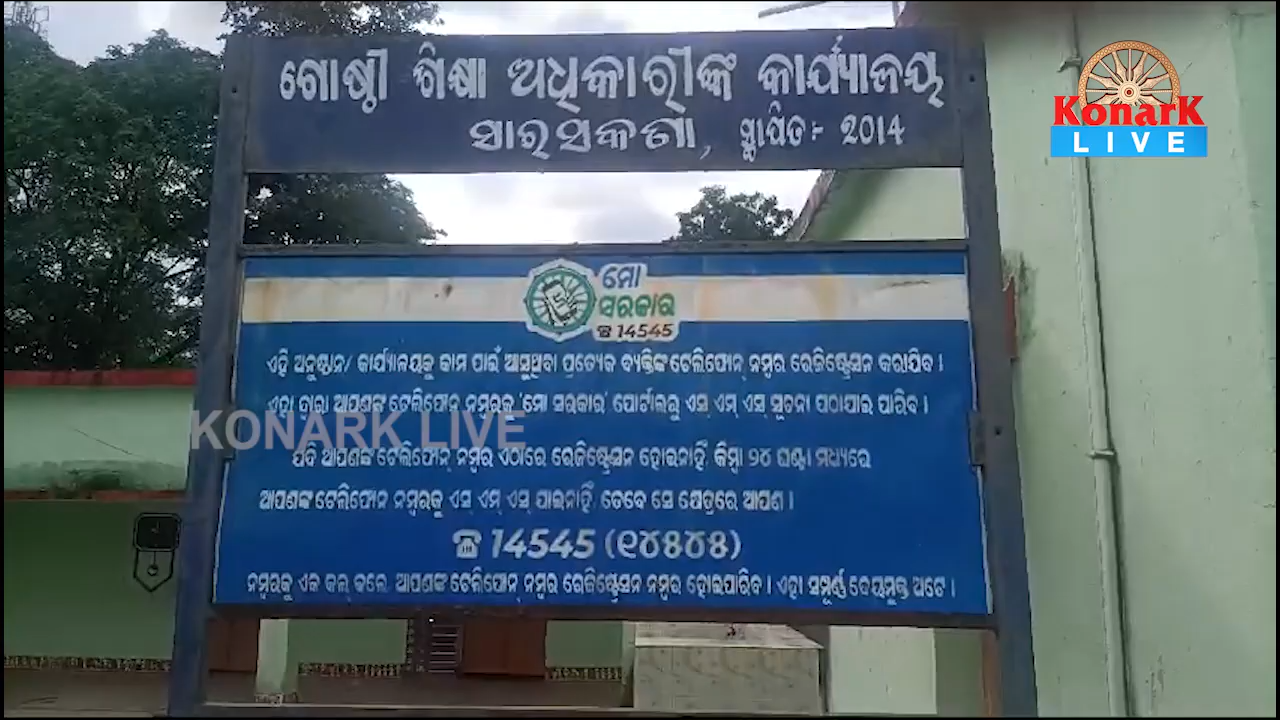 ଗୋଷ୍ଠୀ ଶିକ୍ଷା ଅଧିକାରୀଙ୍କ କାର୍ଯ୍ୟାଳୟ
ସାରସକଣା, ସ୍ଥାପିତ:- 2014
KonarK
LIVE
ମୋ
ସରକାର
☎ 14545
ଏହି ଅନୁଷ୍ଠାନ/ କାର୍ଯ୍ୟାଳୟକୁ କାମ ପାଇଁ ଆସୁଥିବା ପ୍ରତ୍ୟେକ ବ୍ୟକ୍ତିଙ୍କ ଟେଲିଫୋନ୍ ନମ୍ବର ରେଜିଷ୍ଟ୍ରେସନ କରାଯିବ ।
ଏହା ଦ୍ୱାରା ଆପଣଙ୍କ ଟେଲିଫୋନ୍ ନମ୍ବରକୁ 'ମୋ ସରକାର' ପୋର୍ଟାଲରୁ ଏସ୍ ଏମ୍ ଏସ୍ ସୂଚନା ପଠାଯାଇ ପାରିବ ।
KONARK LIVE
ଯଦି ଆପଣଙ୍କ ଟେଲିଫୋନ୍ ନମ୍ବର ଏଠାରେ ରେଜିଷ୍ଟ୍ରେସନ ହୋଇନାହିଁ, କିମ୍ବା ୨୪ ଘଣ୍ଟା ମଧ୍ୟରେ
ଆପଣଙ୍କ ଟେଲିଫୋନ ନମ୍ବରକୁ ଏସ୍ ଏମ୍ ଏସ୍ ଯାଇନାହିଁ, ତେବେ ସେ କ୍ଷେତ୍ରରେ ଆପଣ ।
☎ 14545 (୧୪୫୪୫)
ନମ୍ବରକୁ ଏକ କଲ୍ କଲେ, ଆପଣଙ୍କ ଟେଲିଫୋନ୍ ନମ୍ବର ରେଜିଷ୍ଟ୍ରେସନ ନମ୍ବର ହୋଇପାରିବ । ଏହା ସମ୍ପୂର୍ଣ୍ଣ ଦେୟମୁକ୍ତ ଅଟେ ।